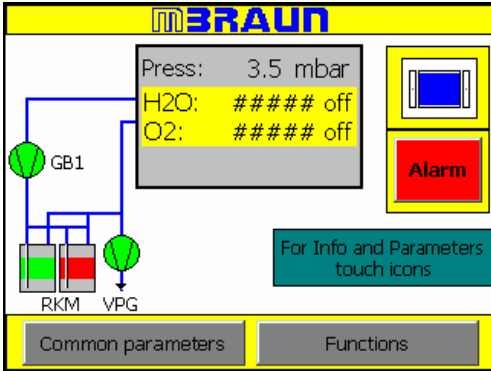 MBRAUN
Press: 3.5 mbar
H2O: ##### off
O2: ##### off
GB1
Alarm
For Info and Parameters
touch icons
RKM VPG
Common parameters Functions